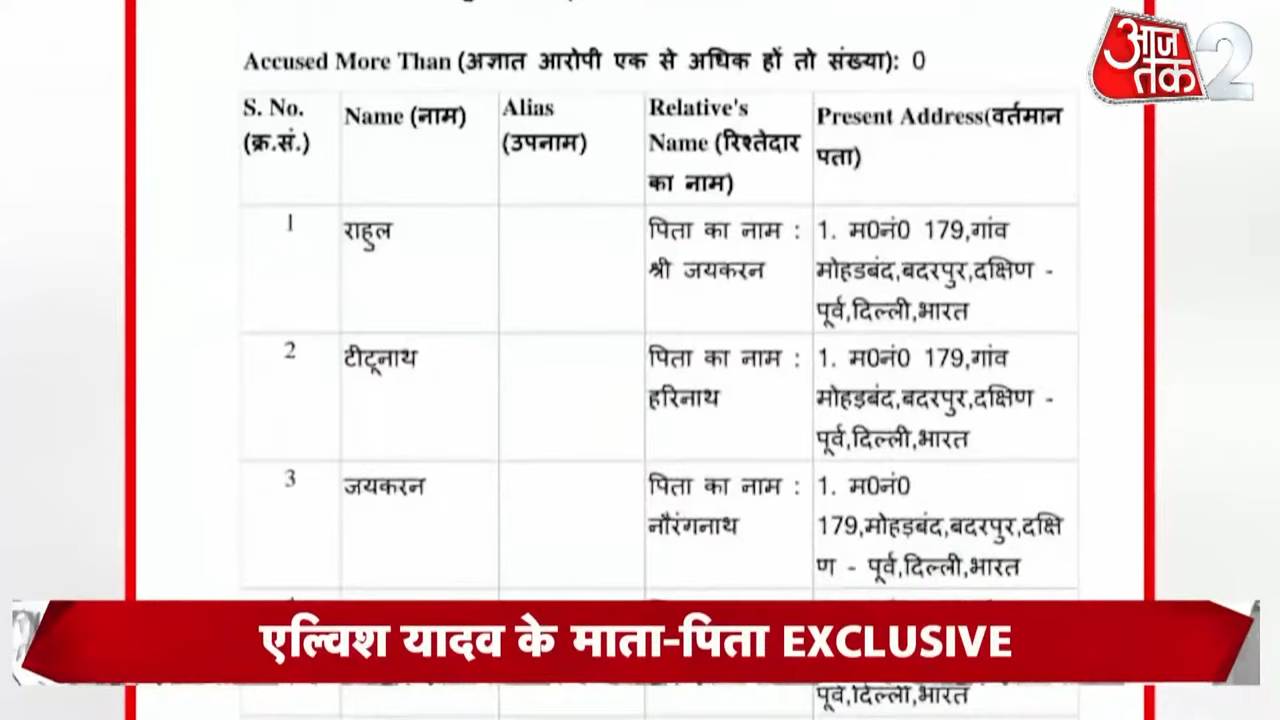 आज तक 2
Accused More Than (अज्ञात आरोपी एक से अधिक हों तो संख्या): 0
S. No. (क्र.सं.)
Name (नाम)
Alias (उपनाम)
Relative's Name (रिश्तेदार का नाम)
Present Address(वर्तमान पता)
1
राहुल
पिता का नाम :
श्री जयकरन
1. म0नं0 179,गांव
मोहडबंद,बदरपुर,दक्षिण -
पूर्व,दिल्ली,भारत
2
टीटूनाथ
पिता का नाम :
हरिनाथ
1. म0नं0 179,गांव
मोहड़बंद,बदरपुर,दक्षिण -
पूर्व,दिल्ली,भारत
3
जयकरन
पिता का नाम :
नौरंगनाथ
1. म0नं0
179,मोहड़बंद,बदरपुर,दक्षि
ण - पूर्व,दिल्ली,भारत
एल्विश यादव के माता-पिता EXCLUSIVE
पूर्व,दिल्ली,भारत